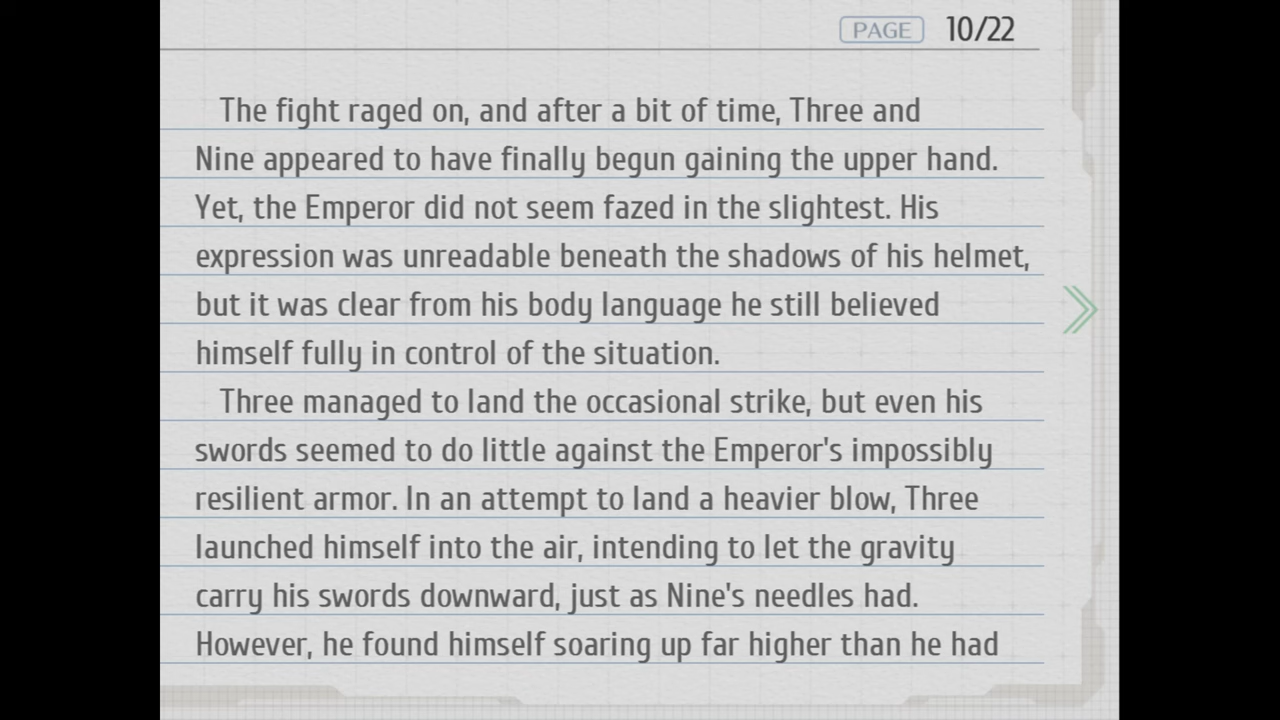 PAGE 10/22
The fight raged on, and after a bit of time, Three and
Nine appeared to have finally begun gaining the upper hand.
Yet, the Emperor did not seem fazed in the slightest. His
expression was unreadable beneath the shadows of his helmet,
but it was clear from his body language he still believed
himself fully in control of the situation.
Three managed to land the occasional strike, but even his
swords seemed to do little against the Emperor's impossibly
resilient armor. In an attempt to land a heavier blow, Three
launched himself into the air, intending to let the gravity
carry his swords downward, just as Nine's needles had.
However, he found himself soaring up far higher than he had